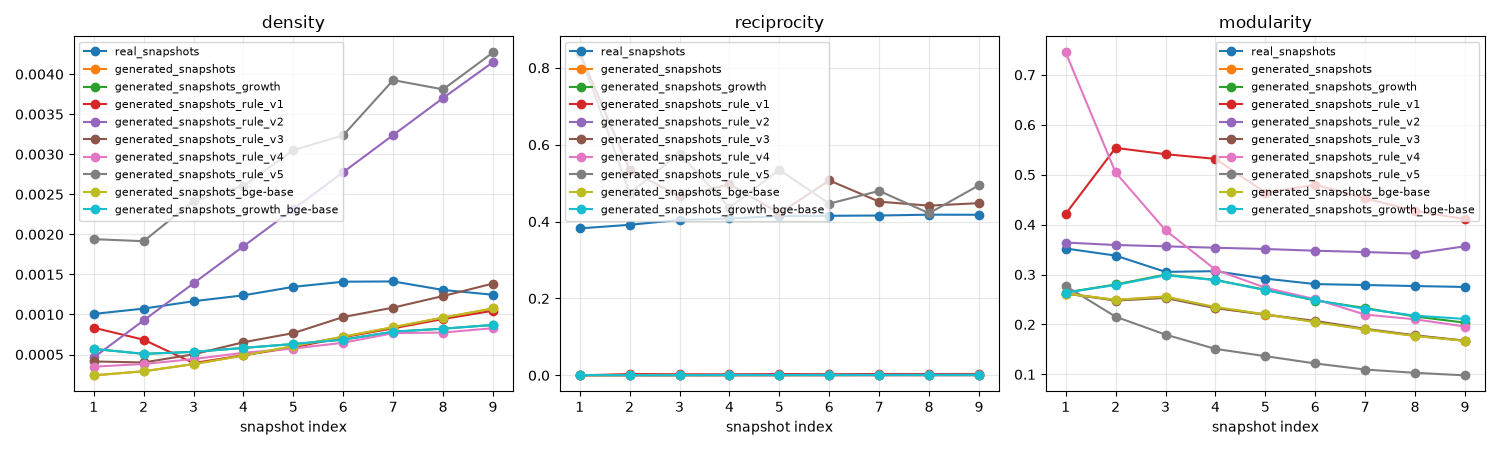 density
0.0040
0.0035
0.0030
0.0025
0.0020
0.0015
0.0010
0.0005
1 2 3 4 5 6 7 8 9
snapshot index
real_snapshots
generated_snapshots
generated_snapshots_growth
generated_snapshots_rule_v1
generated_snapshots_rule_v2
generated_snapshots_rule_v3
generated_snapshots_rule_v4
generated_snapshots_rule_v5
generated_snapshots_bge-base
generated_snapshots_growth_bge-base
reciprocity
0.8
0.6
0.4
0.2
0.0
1 2 3 4 5 6 7 8 9
snapshot index
real_snapshots
generated_snapshots
generated_snapshots_growth
generated_snapshots_rule_v1
generated_snapshots_rule_v2
generated_snapshots_rule_v3
generated_snapshots_rule_v4
generated_snapshots_rule_v5
generated_snapshots_bge-base
generated_snapshots_growth_bge-base
modularity
0.7
0.6
0.5
0.4
0.3
0.2
0.1
1 2 3 4 5 6 7 8 9
snapshot index
real_snapshots
generated_snapshots
generated_snapshots_growth
generated_snapshots_rule_v1
generated_snapshots_rule_v2
generated_snapshots_rule_v3
generated_snapshots_rule_v4
generated_snapshots_rule_v5
generated_snapshots_bge-base
generated_snapshots_growth_bge-base